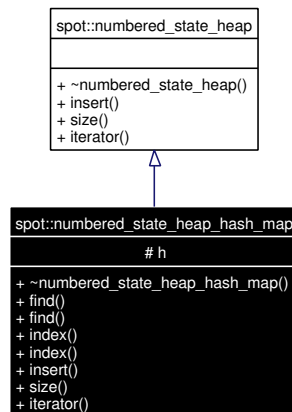 spot::numbered_state_heap
+ ~numbered_state_heap()
+ insert()
+ size()
+ iterator()
spot::numbered_state_heap_hash_map
# h
+ ~numbered_state_heap_hash_map()
+ find()
+ find()
+ index()
+ index()
+ insert()
+ size()
+ iterator()